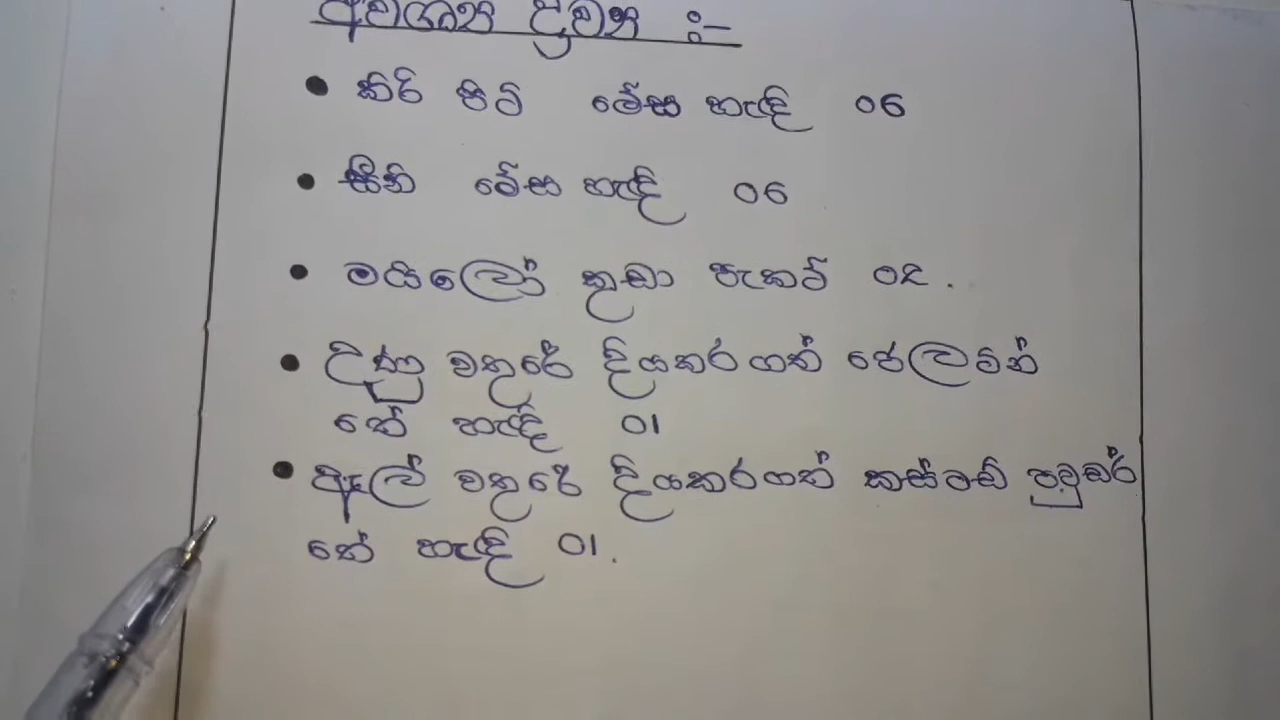 අවශ්‍ය ද්‍රව්‍ය :-
• කිරි පිටි මේස හැඳි 06
• සීනි මේස හැඳි 06
• මයිලෝ කුඩා පැකට් 02.
• උණු වතුරේ දියකරගත් ජේලටින්
තේ හැඳි 01
• ඇල් වතුරේ දියකරගත් කස්ටඩ් පවුඩර්
තේ හැඳි 01.